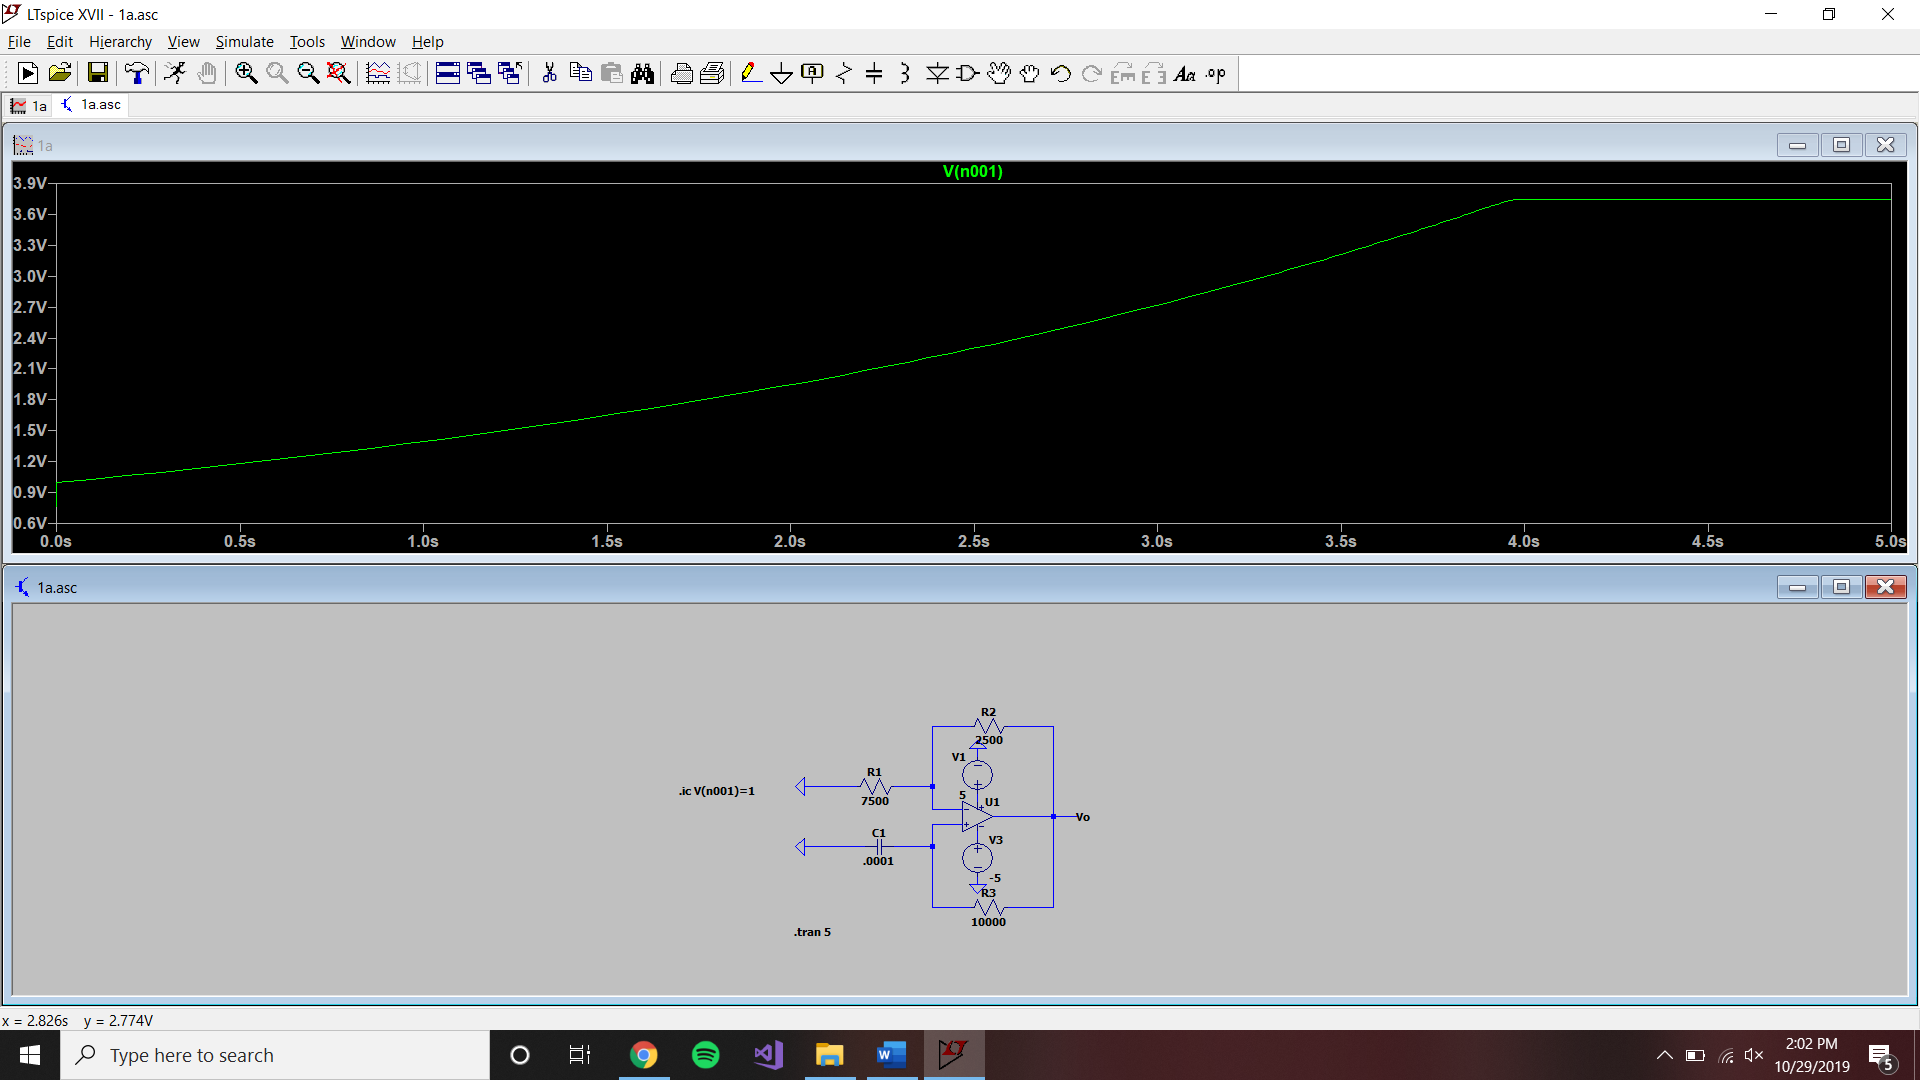 LTspice XVII - 1a.asc
File Edit Hierarchy View Simulate Tools Window Help
1a 1a.asc
1a
V(n001)
3.9V
3.6V
3.3V
3.0V
2.7V
2.4V
2.1V
1.8V
1.5V
1.2V
0.9V
0.6V
0.0s 0.5s 1.0s 1.5s 2.0s 2.5s 3.0s 3.5s 4.0s 4.5s 5.0s
1a.asc
R2
2500
V1
R1
.ic V(n001)=1
5
7500
U1
Vo
C1
V3
.0001
-5
R3
10000
.tran 5
x = 2.826s y = 2.774V
Type here to search
2:02 PM
10/29/2019
5